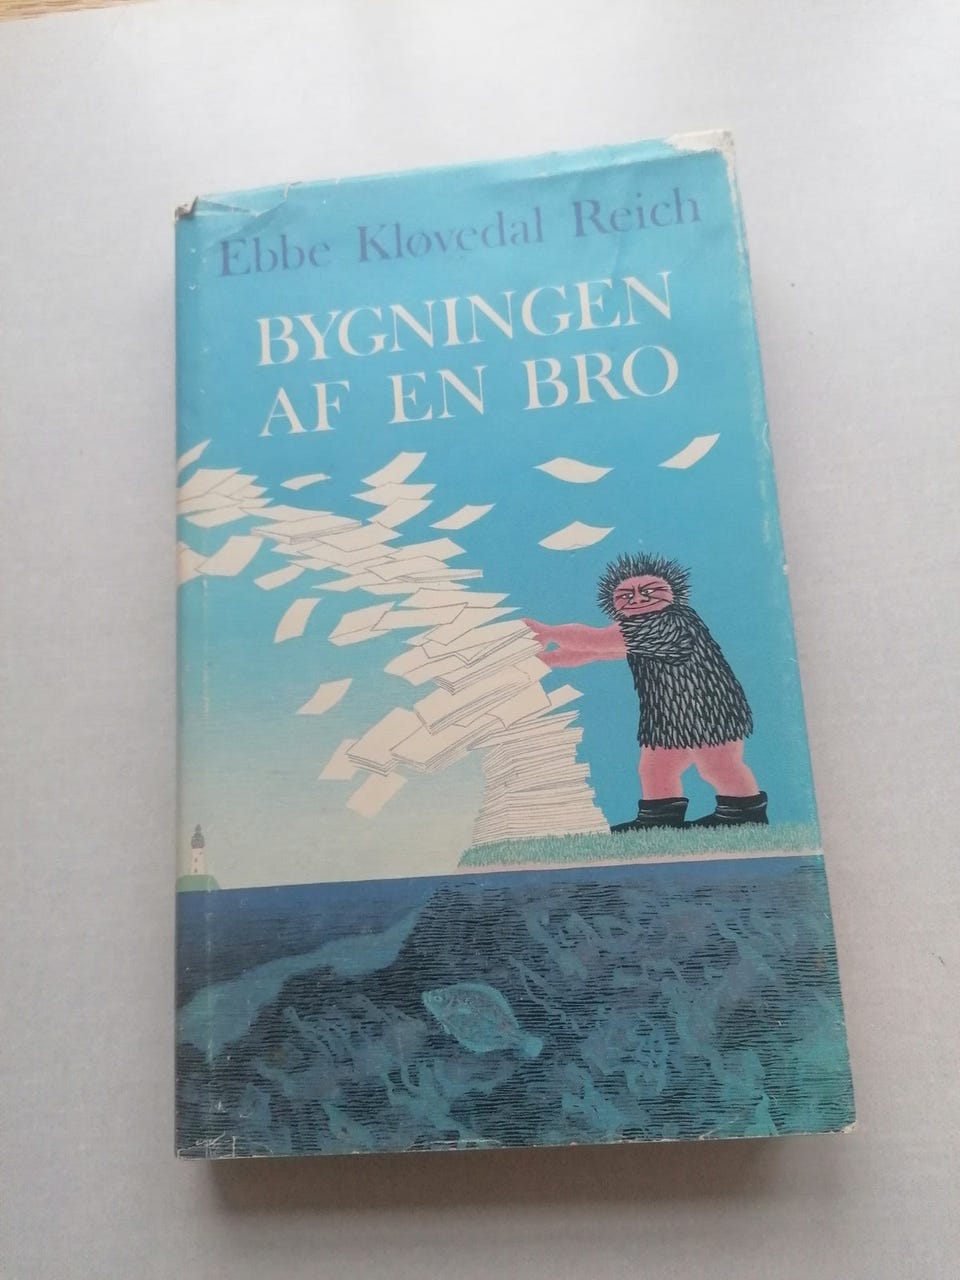 Ebbe Kløvedal Reich
BYGNINGEN
AF EN BRO